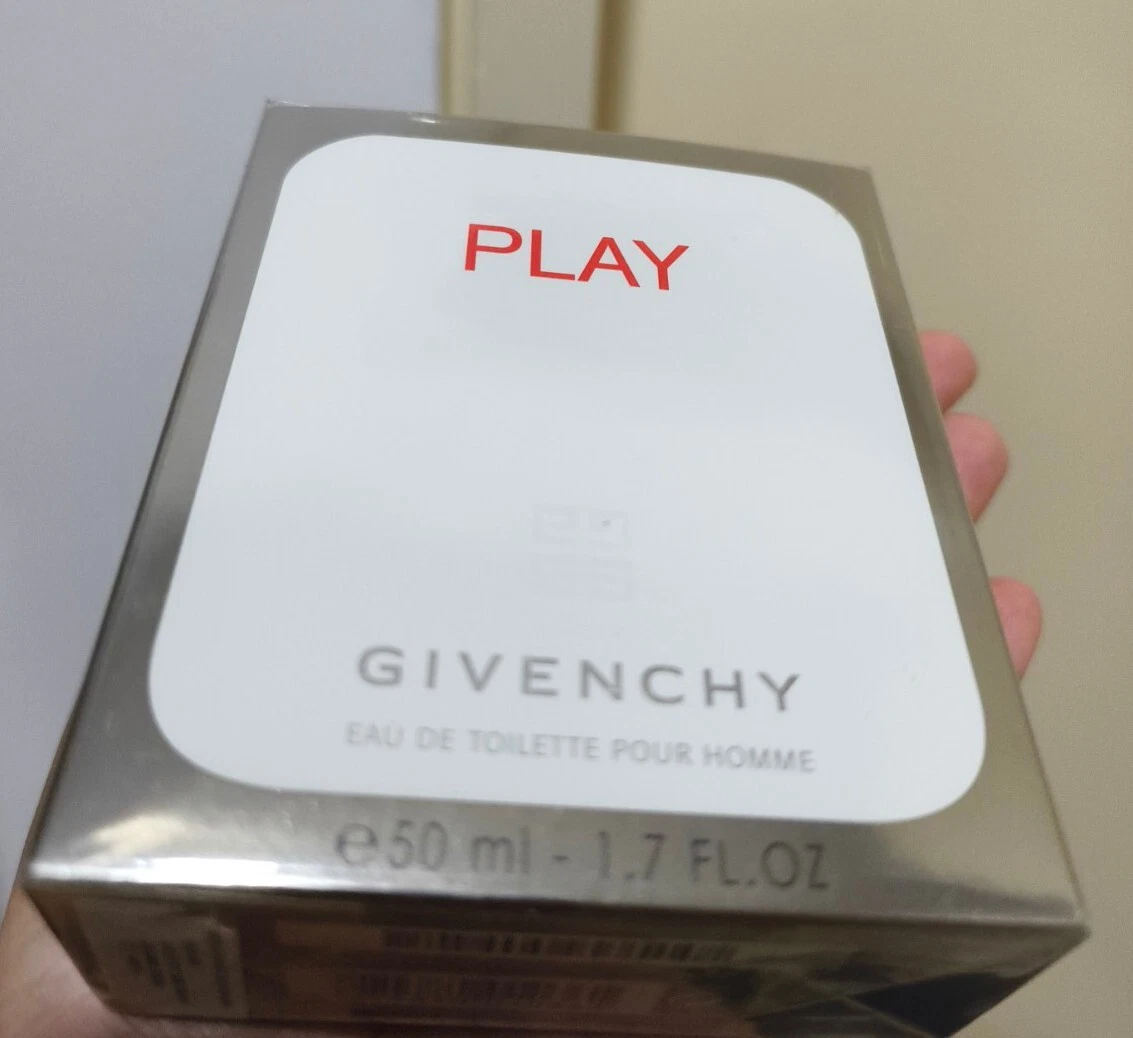 PLAY
GIVENCHY
EAU DE TOILETTE POUR HOMME
℮50 ml - 1.7 FL.OZ